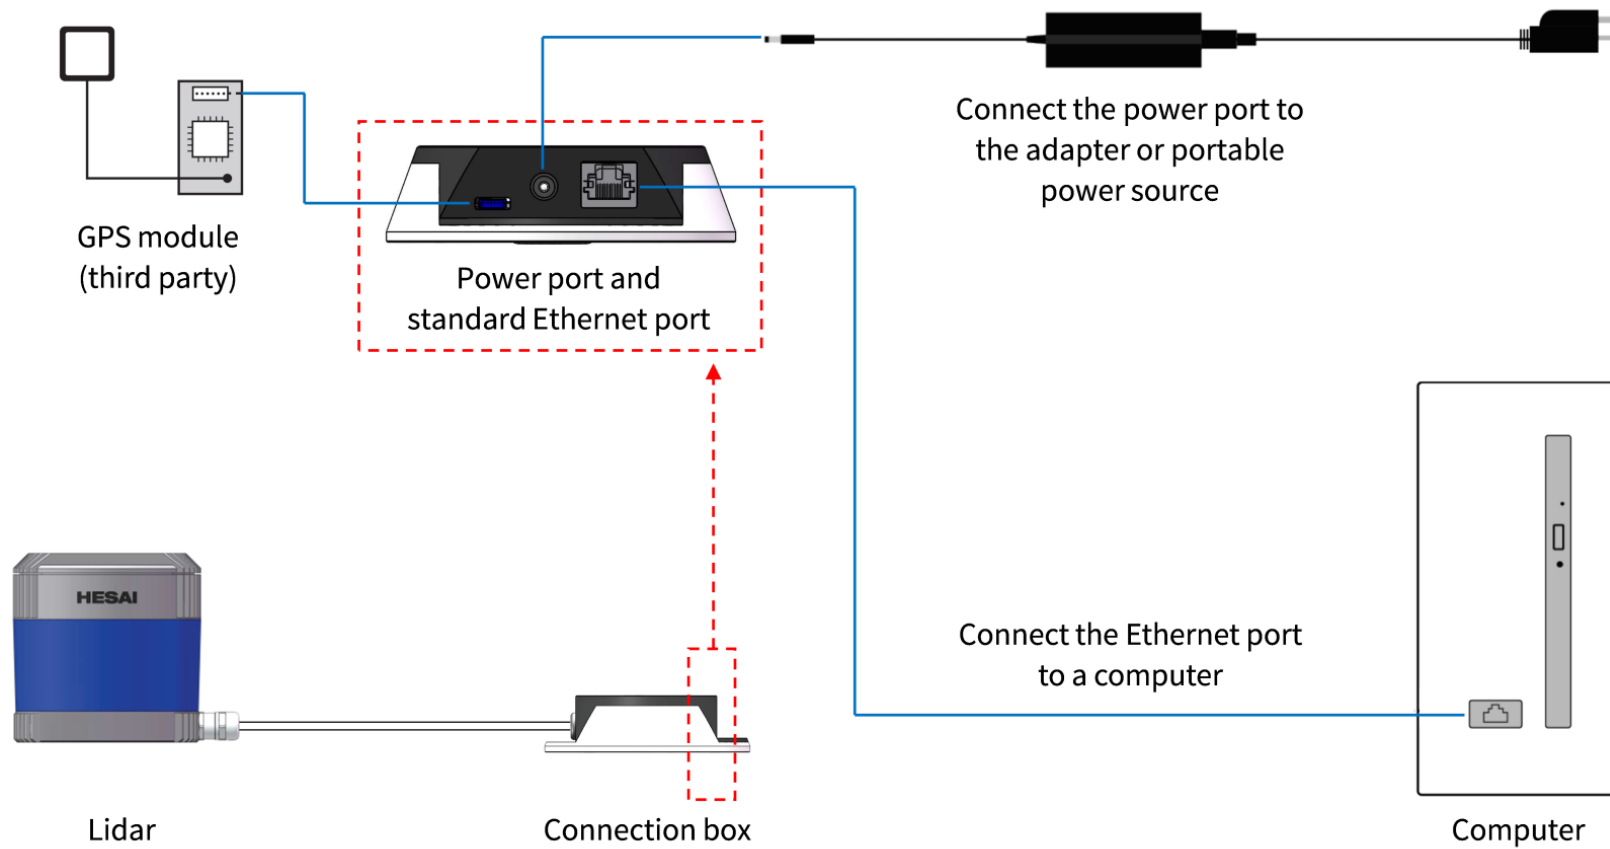 Connect the power port to
the adapter or portable
power source
GPS module
(third party)
Power port and
standard Ethernet port
HESAI
Connect the Ethernet port
to a computer
Lidar
Connection box
Computer